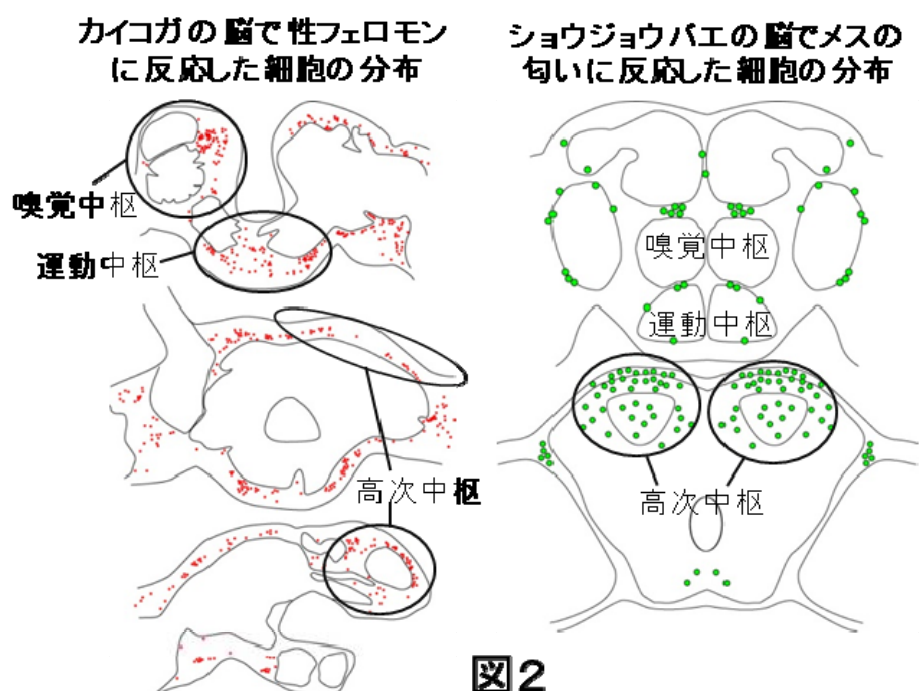 カイコガの脳で性フェロモン
に反応した細胞の分布
ショウジョウバエの脳でメスの
匂いに反応した細胞の分布
嗅覚中枢
運動中枢
高次中枢
嗅覚中枢
運動中枢
高次中枢
図2